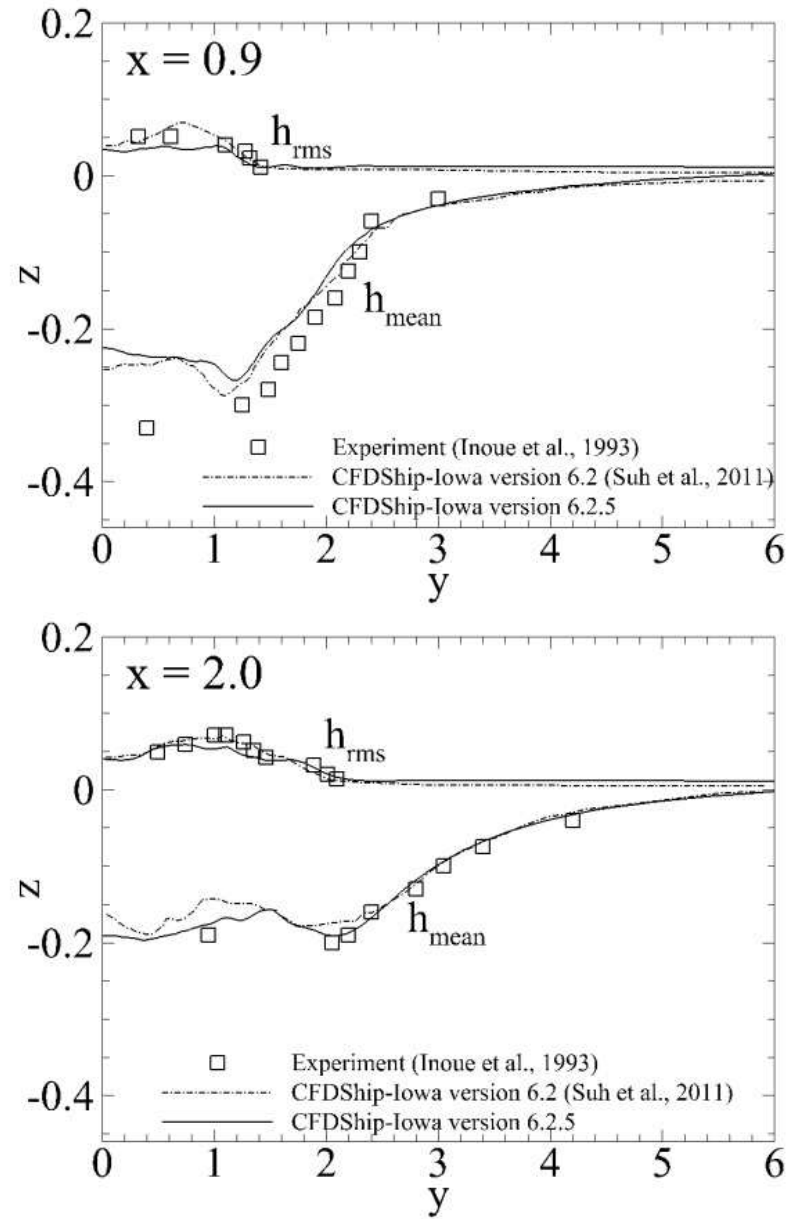 0.2
x = 0.9
h_rms
0
z
-0.2
h_mean
Experiment (Inoue et al., 1993)
CFDShip-Iowa version 6.2 (Suh et al., 2011)
-0.4
CFDShip-Iowa version 6.2.5
0 1 2 3 4 5 6
y
0.2
x = 2.0
h_rms
0
z
-0.2
h_mean
Experiment (Inoue et al., 1993)
CFDShip-Iowa version 6.2 (Suh et al., 2011)
-0.4
CFDShip-Iowa version 6.2.5
0 1 2 3 4 5 6
y